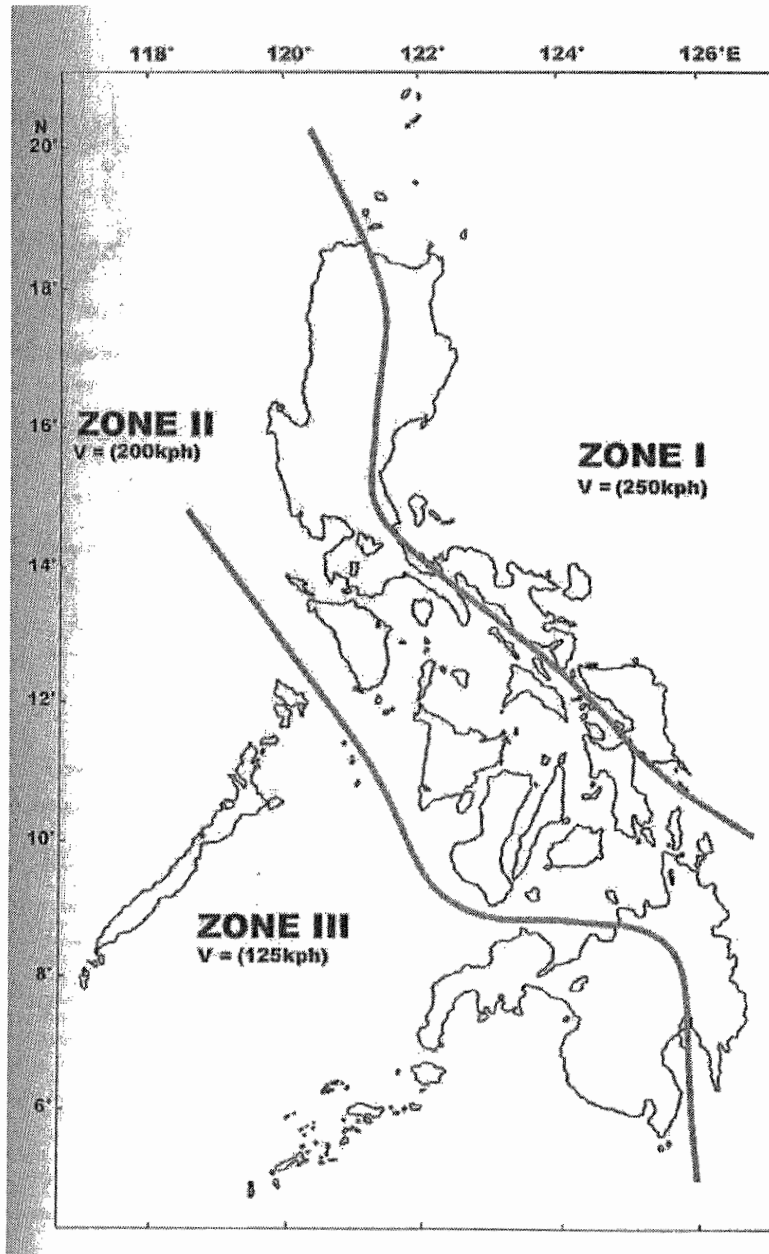 118° 120° 122° 124° 126°E
N
20°
18°
16°
ZONE II
V = (200kph)
ZONE I
V = (250kph)
14°
12°
10°
ZONE III
V = (125kph)
8°
6°